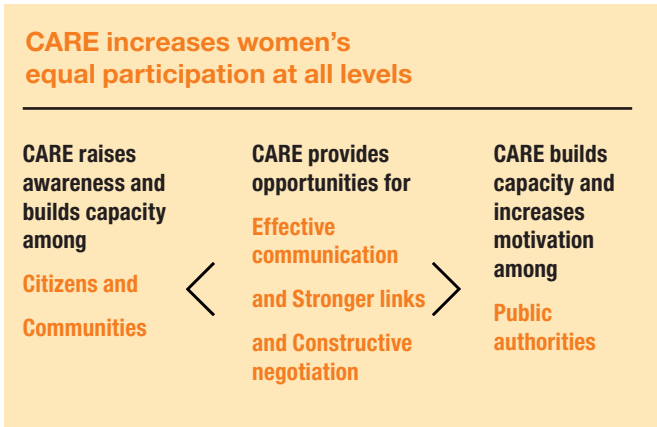 CARE increases women’s
equal participation at all levels
CARE raises
awareness and
builds capacity
among
Citizens and
Communities
CARE provides
opportunities for
Effective
communication
and Stronger links
and Constructive
negotiation
CARE builds
capacity and
increases
motivation
among
Public
authorities